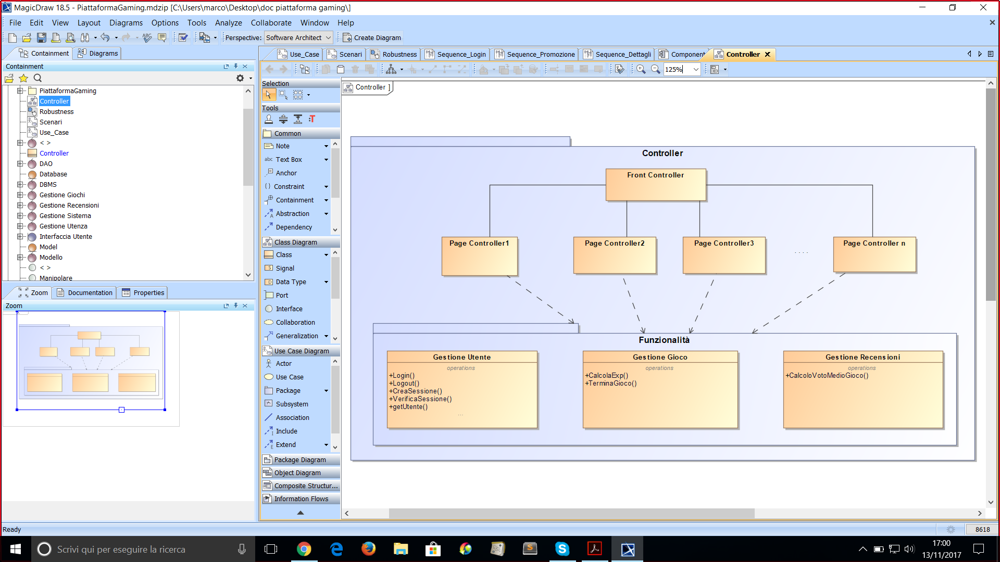 MagicDraw 18.5 - PiattaformaGaming.mdzip [C:\Users\marco\Desktop\doc piattaforma gaming\]
File Edit View Layout Diagrams Options Tools Analyze Collaborate Window Help
Perspective: Software Architect Create Diagram
Containment Diagrams
Containment
PiattaformaGaming
Controller
Robustness
Scenari
Use_Case
< >
Controller
DAO
Database
DBMS
Gestione Giochi
Gestione Recensioni
Gestione Sistema
Gestione Utenza
Interfaccia Utente
Model
Modello
< >
Manipolare
Zoom Documentation Properties
Zoom
Use_Case Scenari Robustness Sequence_Login Sequence_Promozione Sequence_Dettagli Component Controller
125%
Selection
Tools
Common
Note
abc Text Box
Anchor
{} Constraint
Containment
Abstraction
Dependency
Class Diagram
Class
Signal
Data Type
Port
Interface
Collaboration
Generalization
Use Case Diagram
Actor
Use Case
Package
Subsystem
Association
Include
Extend
Package Diagram
Object Diagram
Composite Structur...
Information Flows
Controller ]
Controller
Front Controller
Page Controller1
Page Controller2
Page Controller3
. . . .
Page Controller n
Funzionalità
Gestione Utente
operations
+Login()
+Logout()
+CreaSessione()
+VerificaSessione()
+getUtente()
...
Gestione Gioco
operations
+CalcolaExp()
+TerminaGioco()
Gestione Recensioni
operations
+CalcoloVotoMedioGioco()
Ready
8618
Scrivi qui per eseguire la ricerca
17:00
13/11/2017